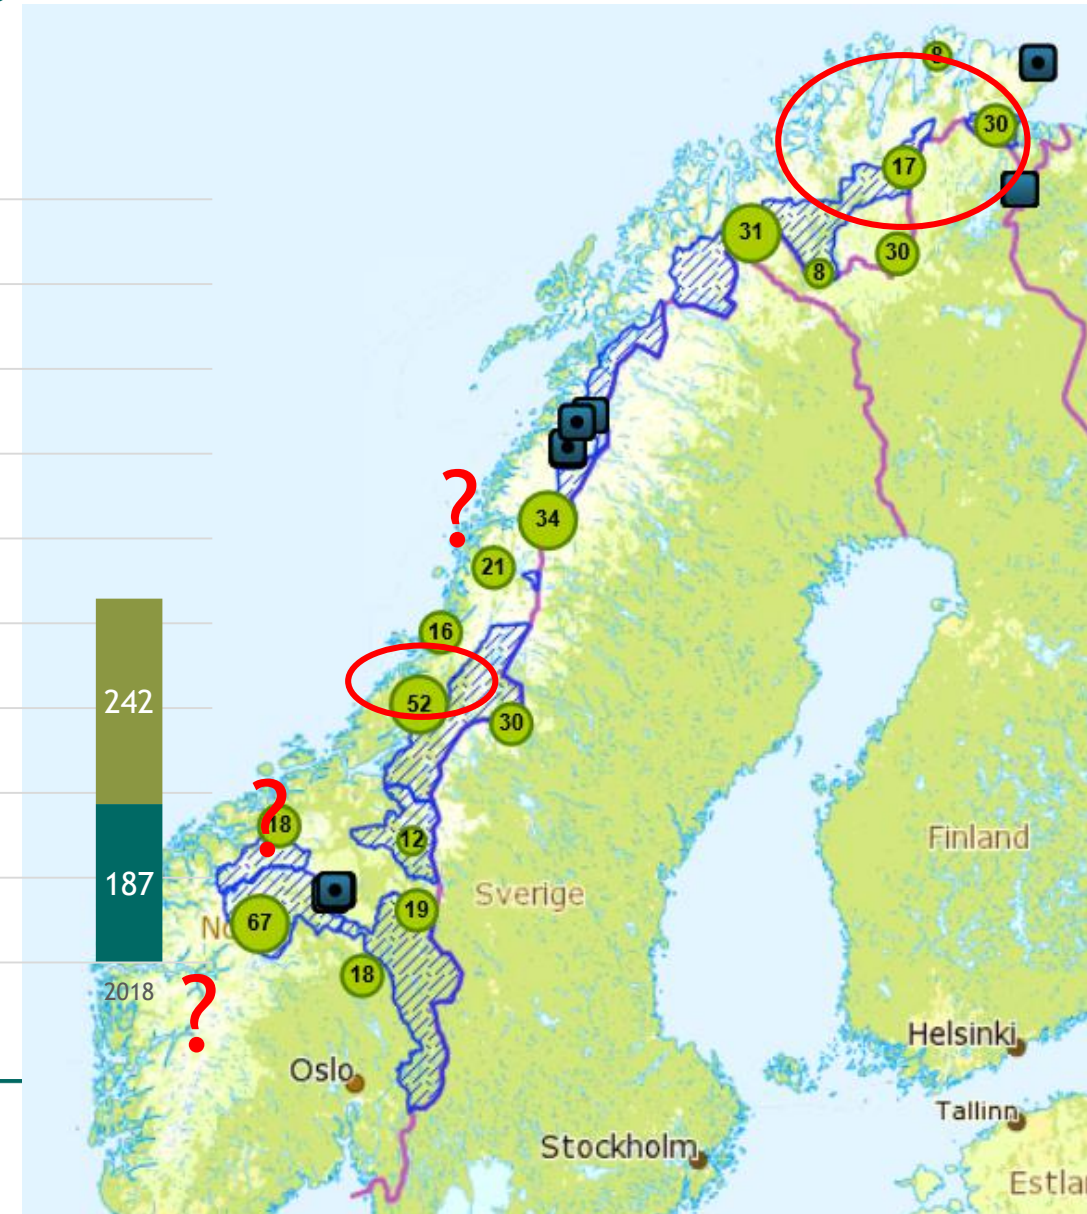 8
30
17
31
30
8
?
34
21
16
242
52
30
?
18
12
Finland
187
Sverige
19
67
N
18
2018
?
Helsinki
Oslo
Tallinn
Stockholm
Estla